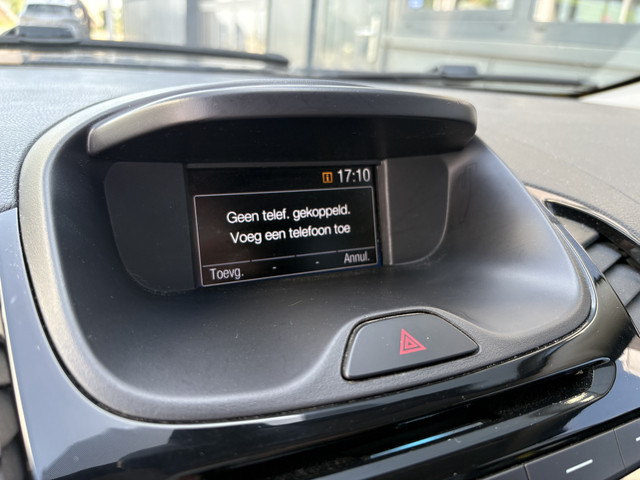 17:10
Geen telef. gekoppeld.
Voeg een telefoon toe
Toevg. - - Annul.